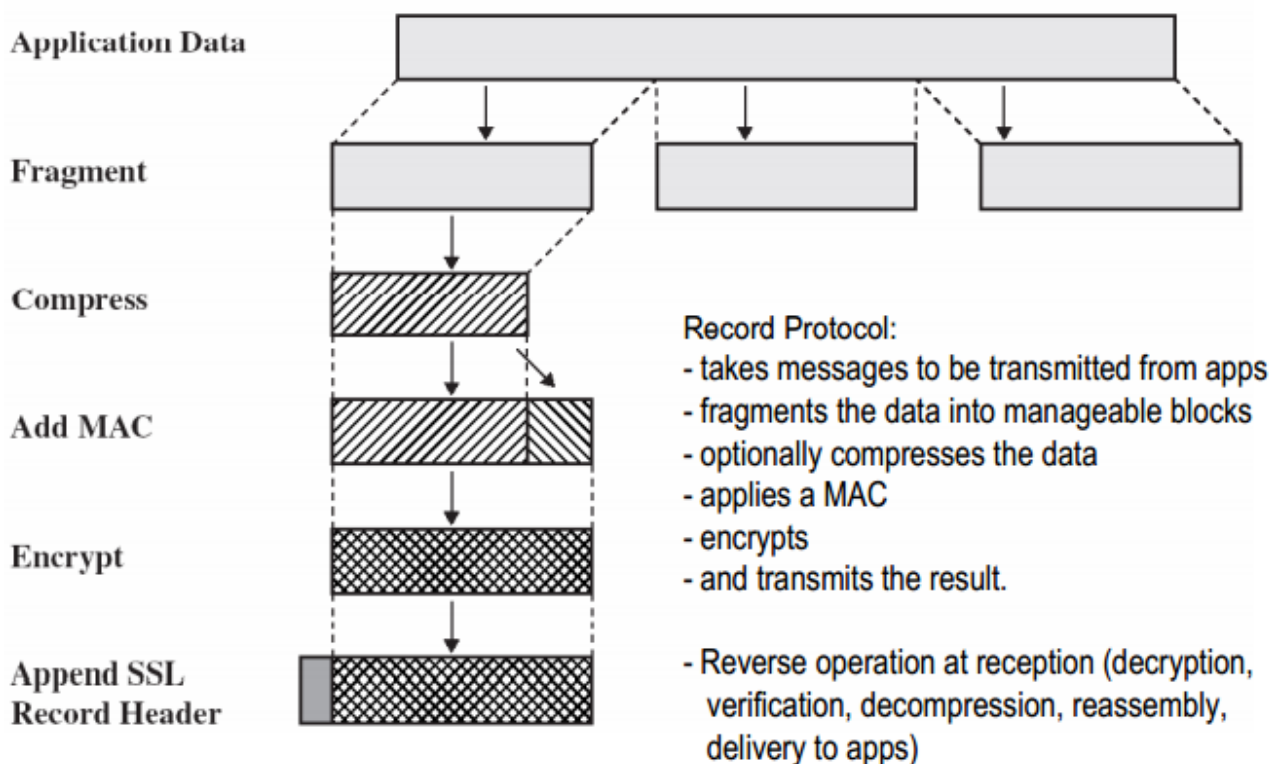 Application Data
Fragment
Compress
Add MAC
Encrypt
Append SSL
Record Header
Record Protocol:
- takes messages to be transmitted from apps
- fragments the data into manageable blocks
- optionally compresses the data
- applies a MAC
- encrypts
- and transmits the result.
- Reverse operation at reception (decryption,
verification, decompression, reassembly,
delivery to apps)